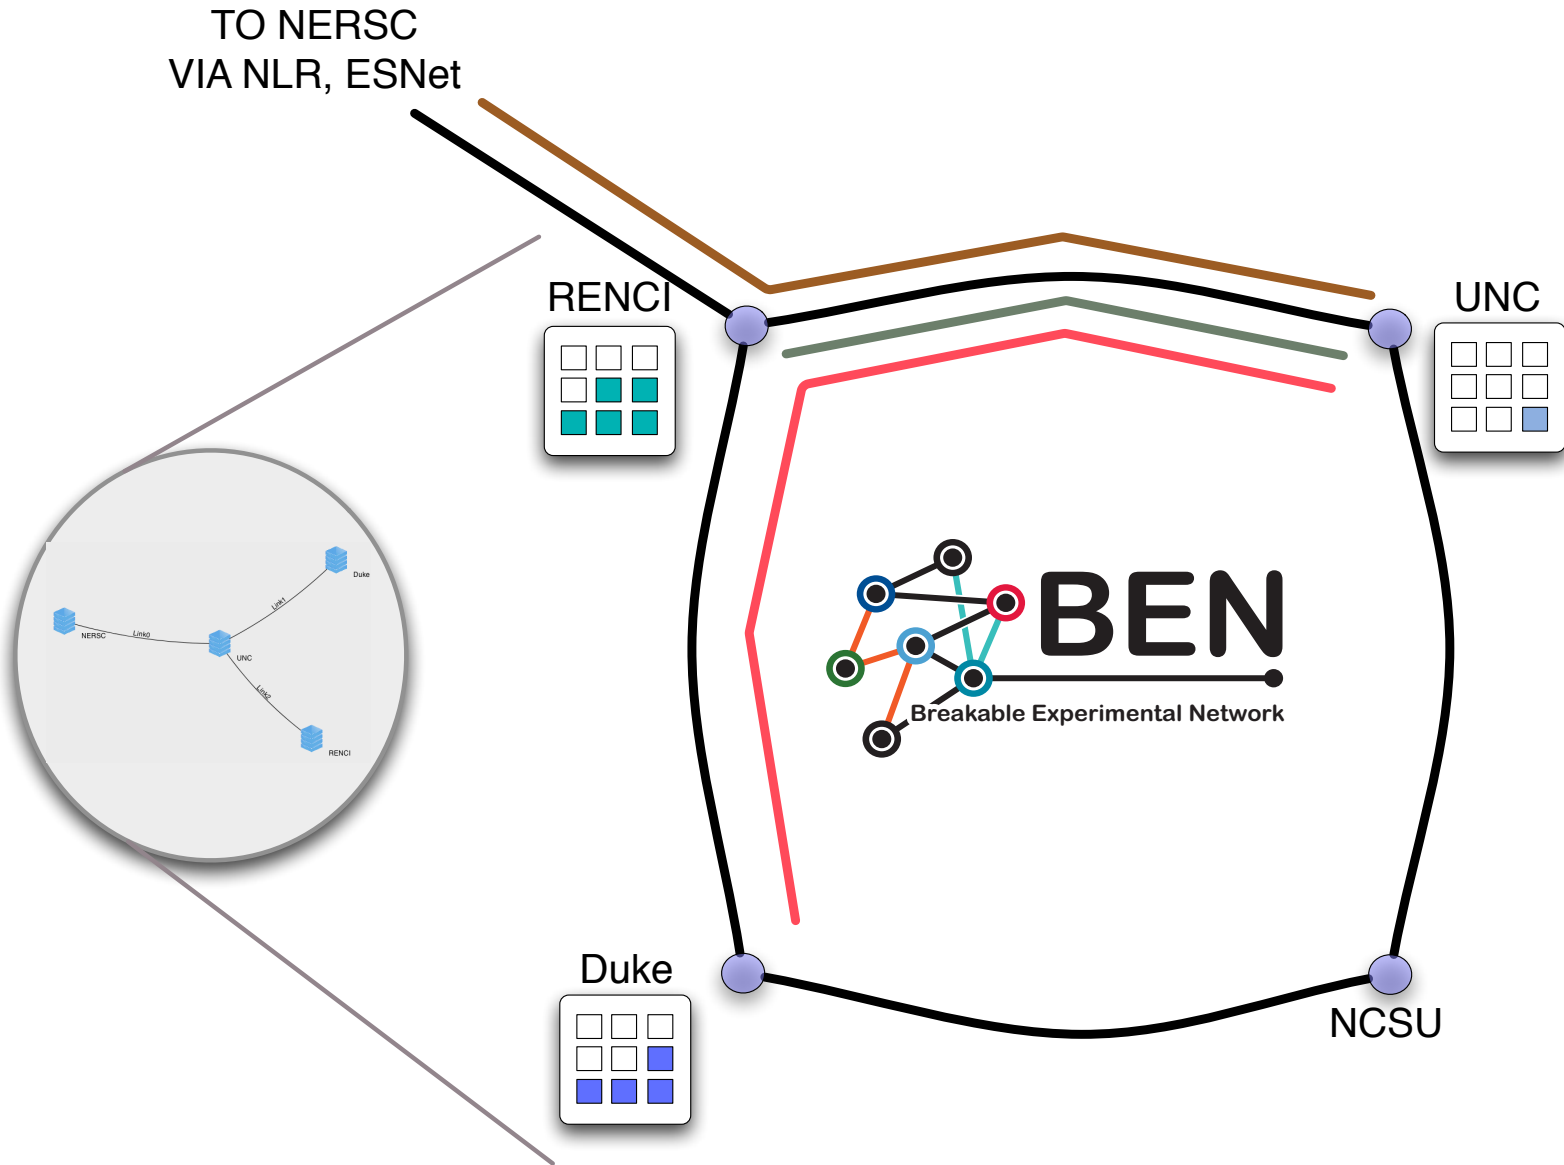 TO NERSC
VIA NLR, ESNet
RENCI
UNC
Duke
Link1
NERSC
Link0
UNC
Link2
RENCI
BEN
Breakable Experimental Network
Duke
NCSU